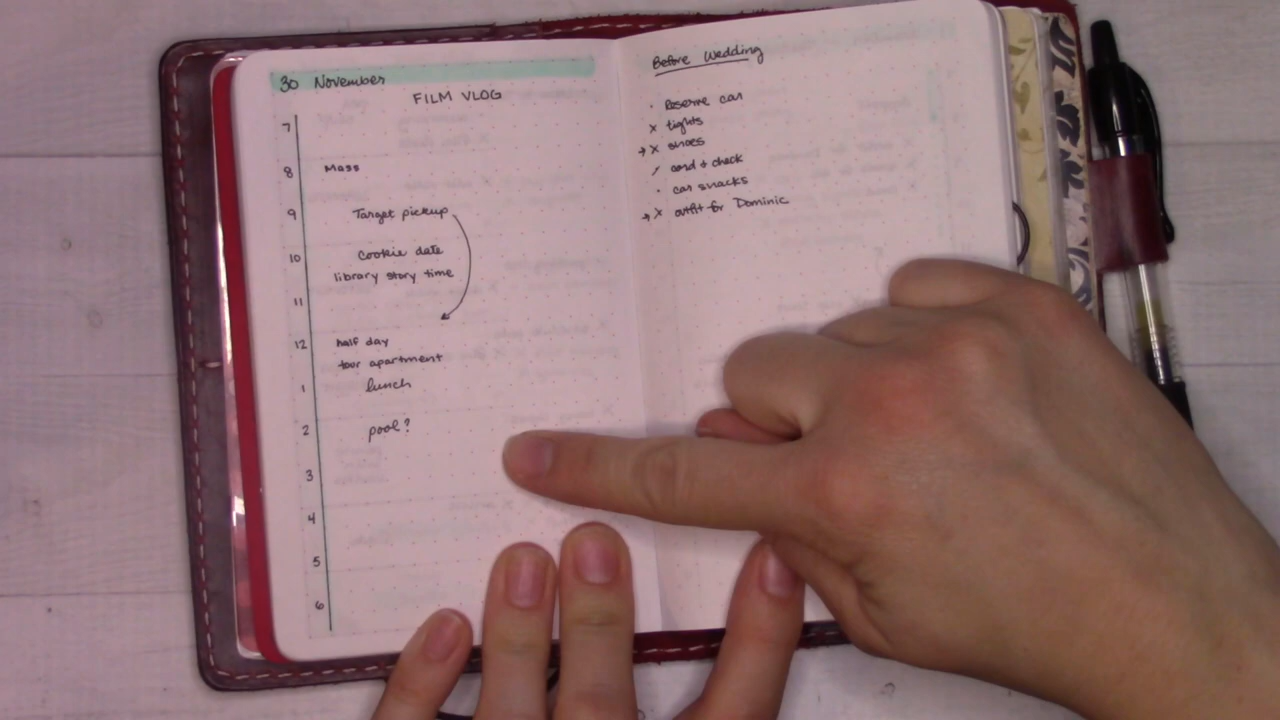 30 November
FILM VLOG
7
8 Mass
9 Target pickup
10 Cookie date
library story time
11
12 half day
tour apartment
1 lunch
2 pool?
3
4
5
6
Before Wedding
· Reserve car
x tights
→ x shoes
/ card & check
· car snacks
→ x outfit for Dominic